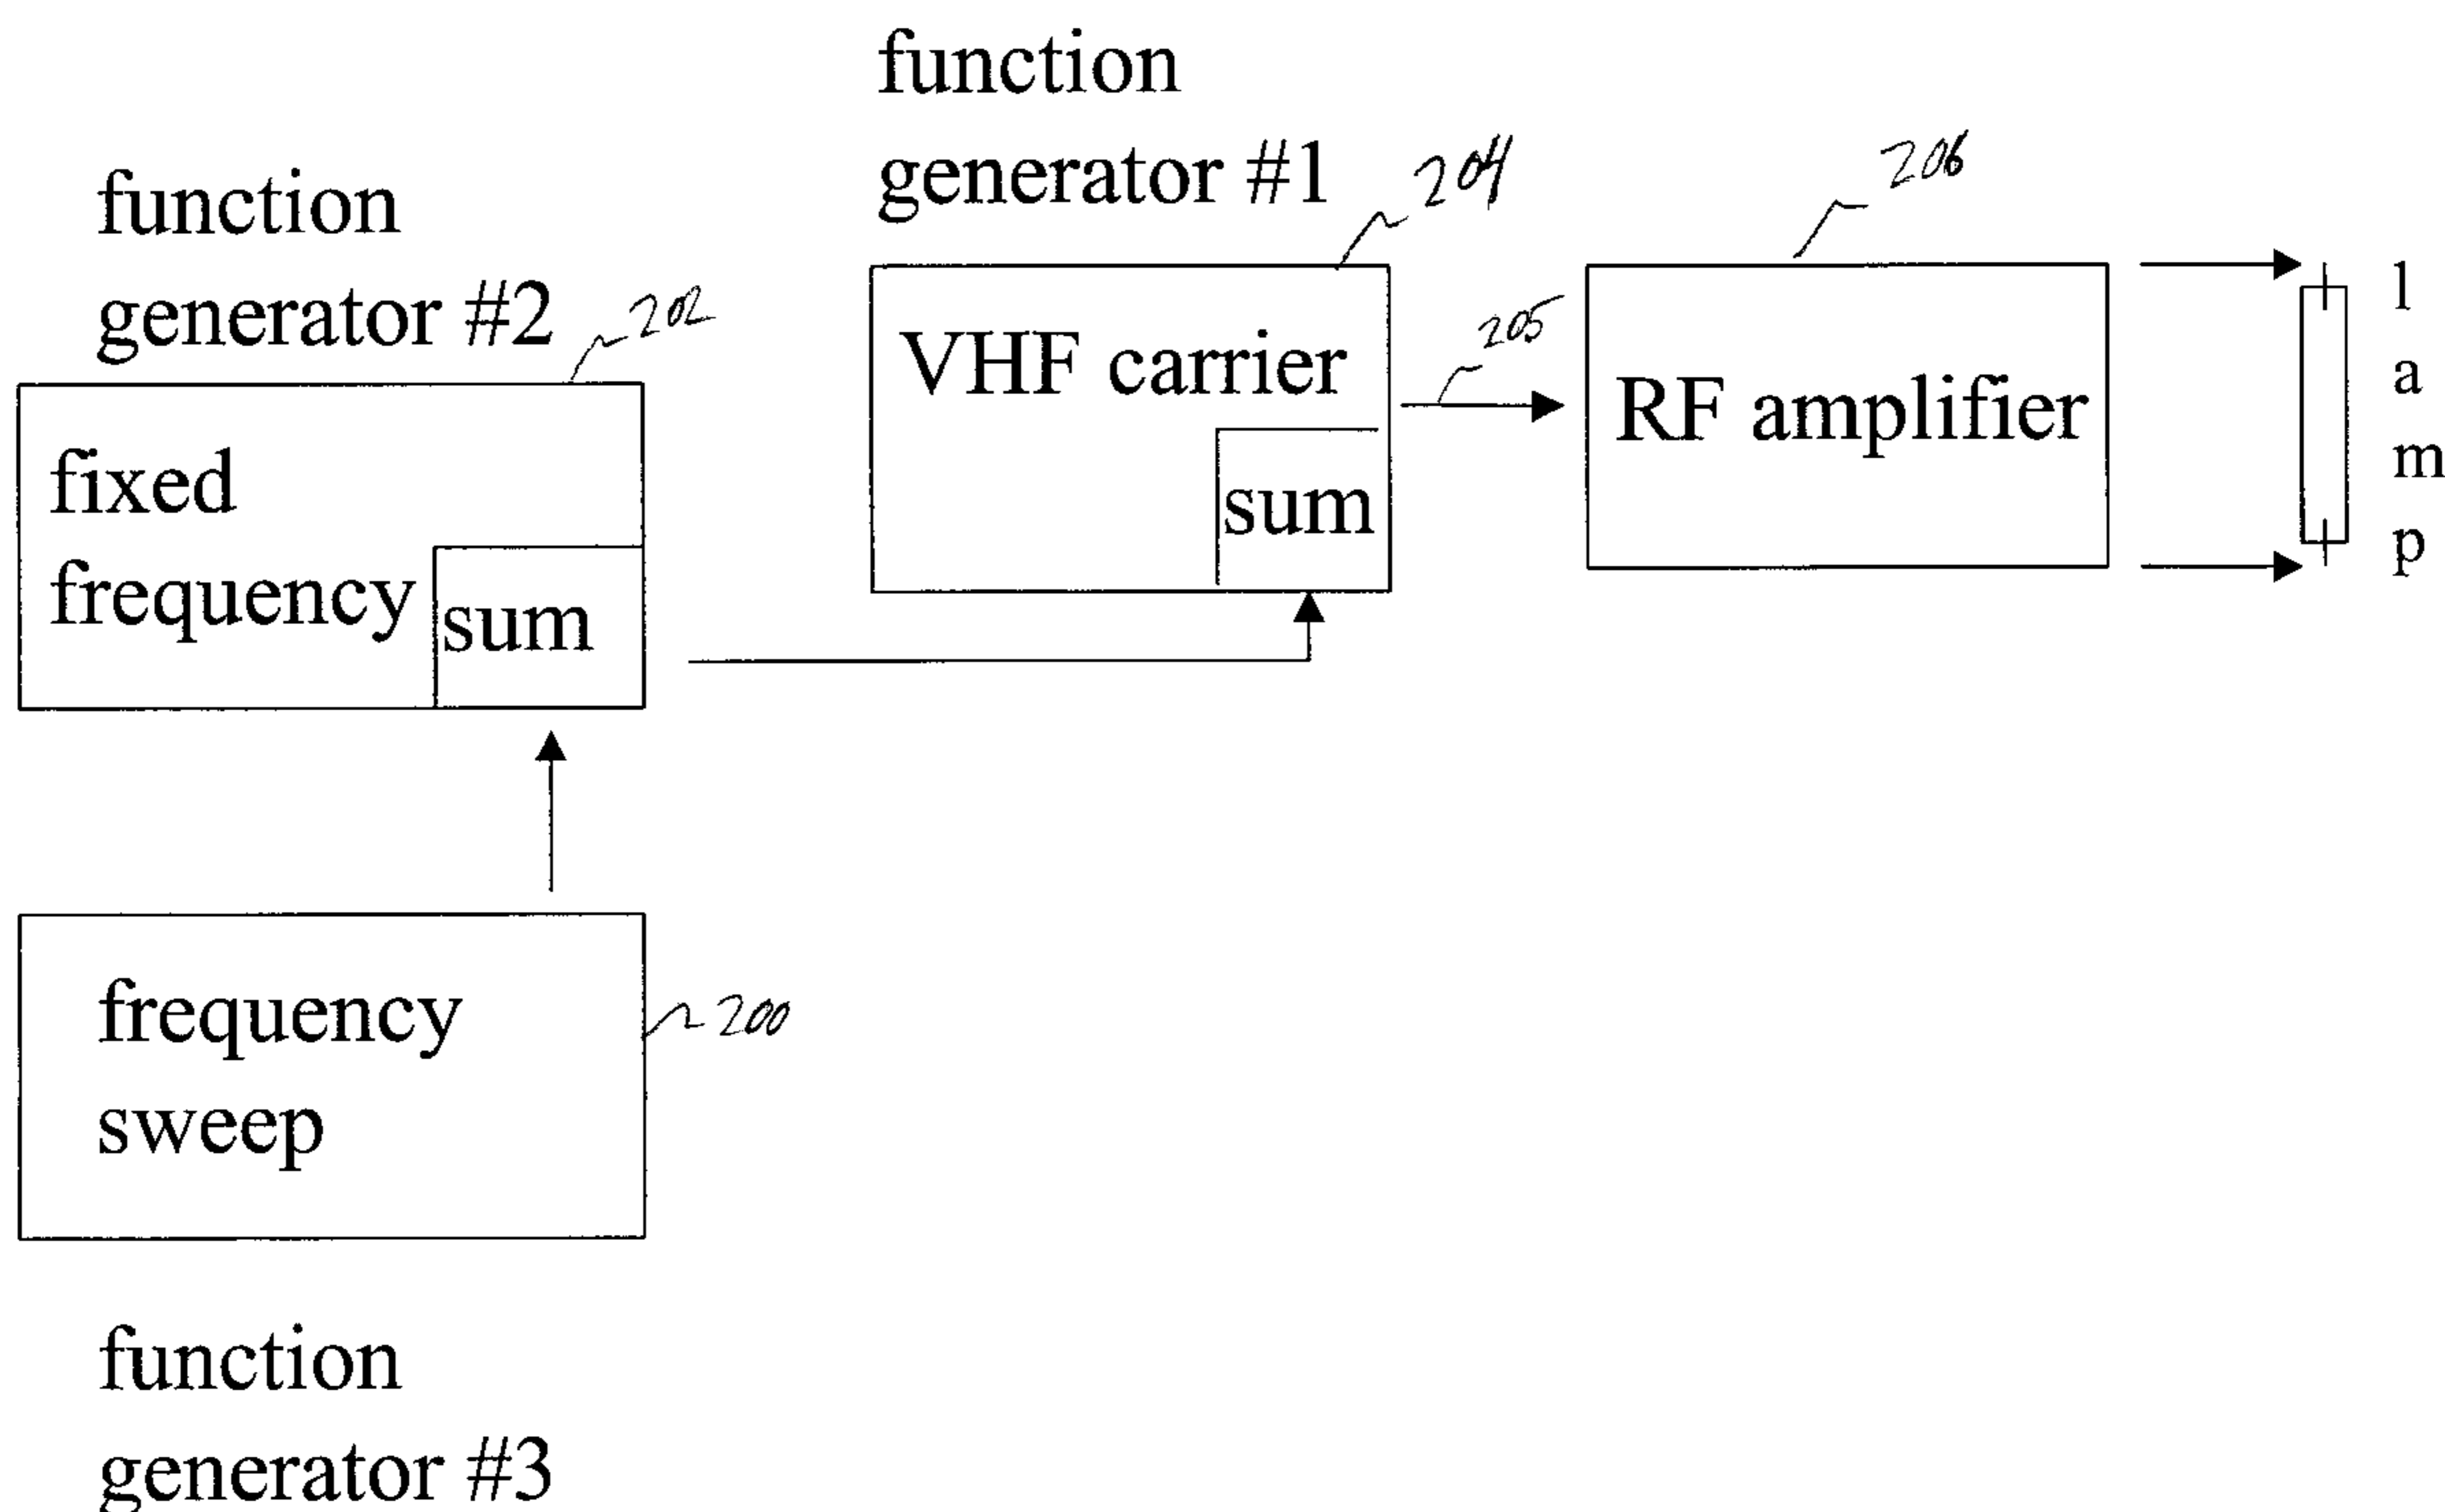 function
generator #1
204
206
function
generator #2
202
VHF carrier
sum
205
RF amplifier
l
a
m
p
fixed
frequency
sum
frequency
sweep
200
function
generator #3